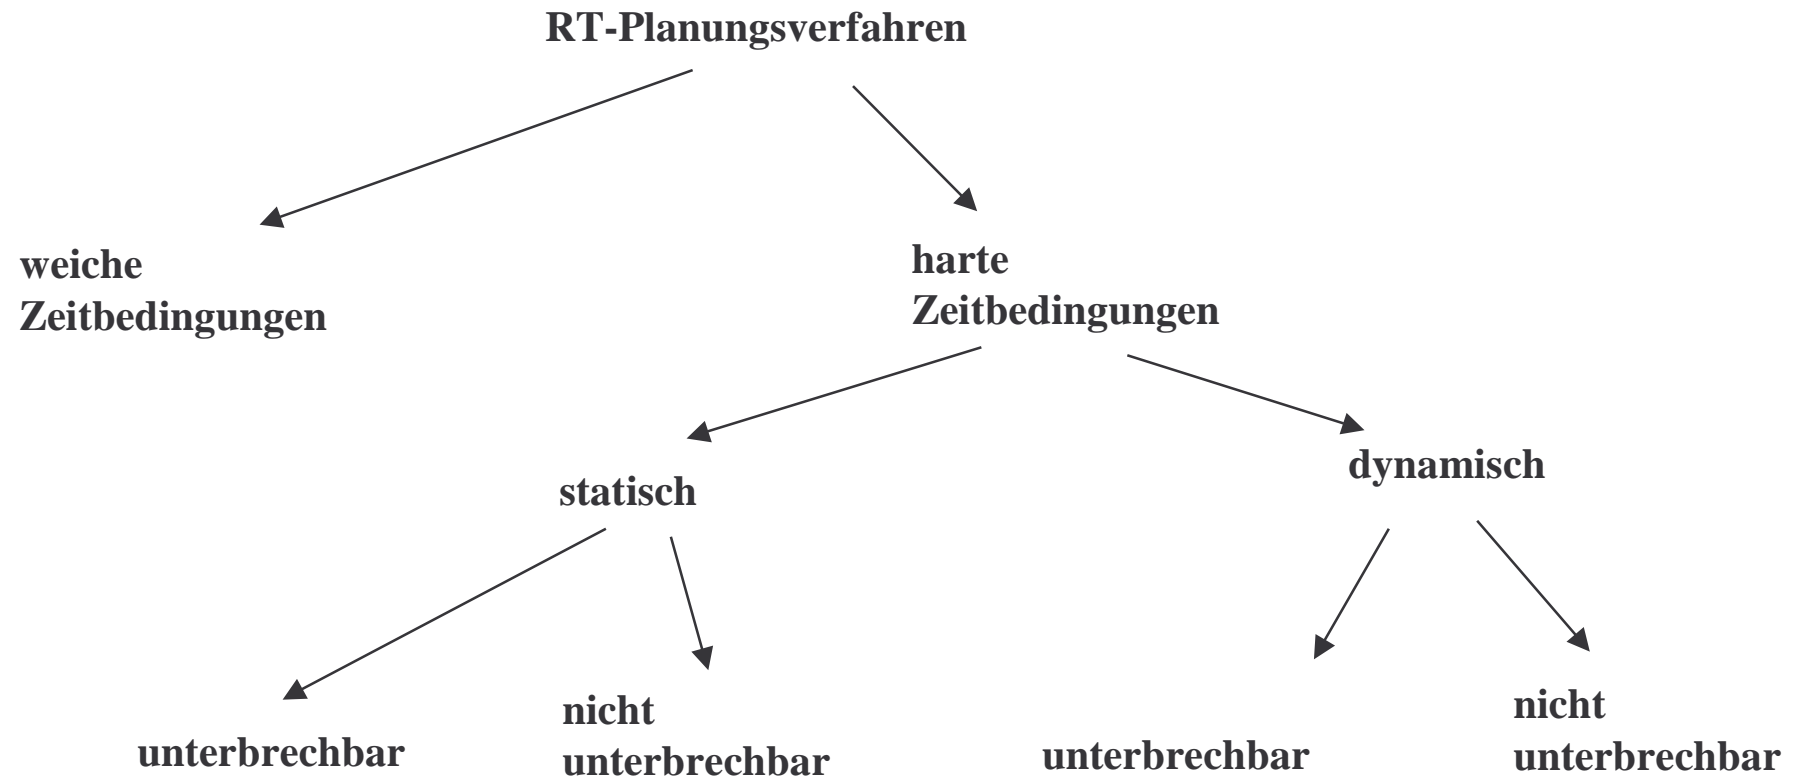 RT-Planungsverfahren
weiche
Zeitbedingungen
harte
Zeitbedingungen
statisch
dynamisch
unterbrechbar
nicht
unterbrechbar
unterbrechbar
nicht
unterbrechbar